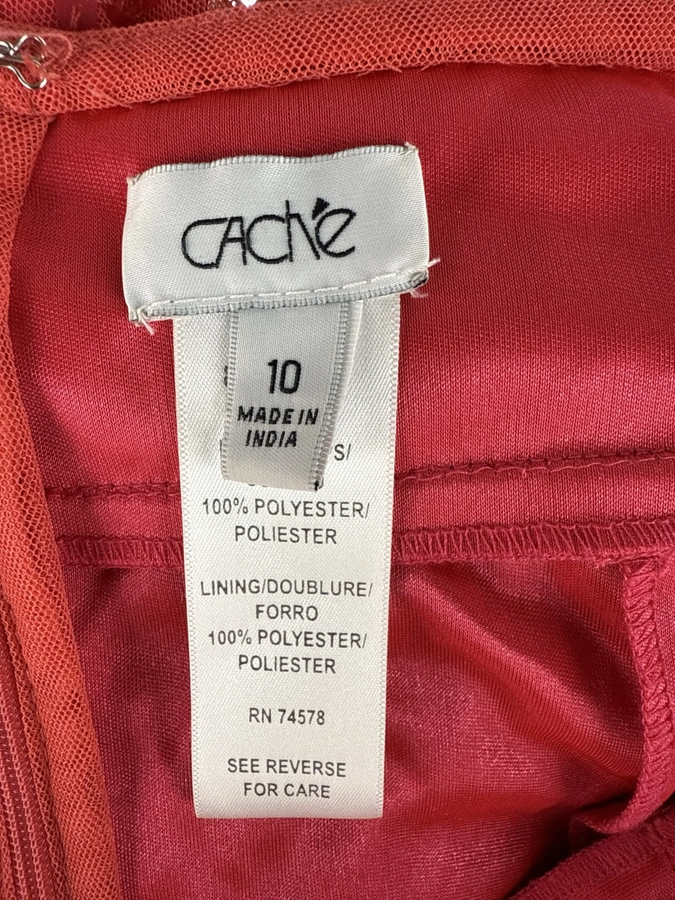 CACHé
10
MADE IN
INDIA
S/
100% POLYESTER/
POLIESTER
LINING/DOUBLURE/
FORRO
100% POLYESTER/
POLIESTER
RN 74578
SEE REVERSE
FOR CARE